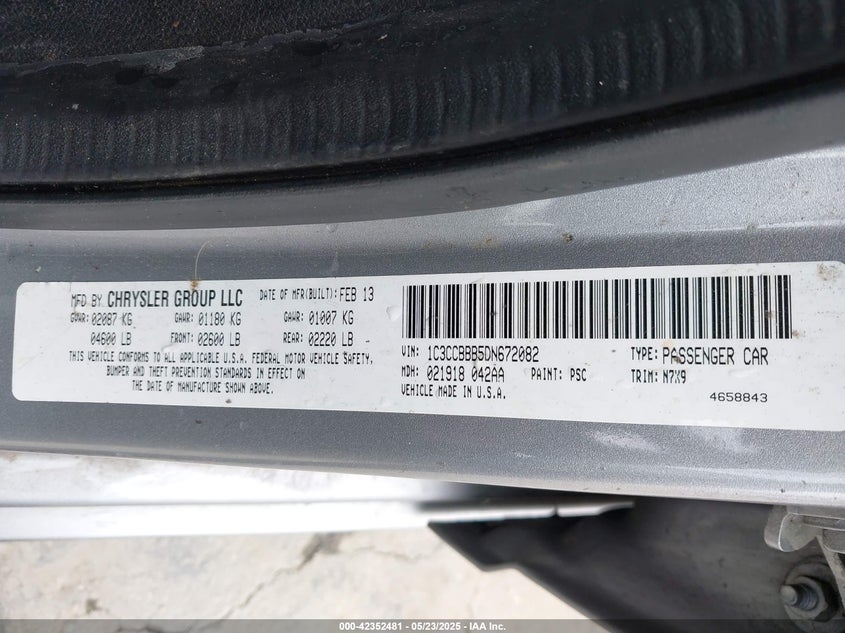 MFD BY CHRYSLER GROUP LLC DATE OF MFR(BUILT): FEB 13
GVWR: 02087 KG GAWR: 01180 KG GAWR: 01007 KG
04600 LB FRONT: 02600 LB REAR: 02220 LB
THIS VEHICLE CONFORMS TO ALL APPLICABLE U.S.A. FEDERAL MOTOR VEHICLE SAFETY,
BUMPER AND THEFT PREVENTION STANDARDS IN EFFECT ON
THE DATE OF MANUFACTURE SHOWN ABOVE.
VIN: 1C3CCBBB5DN672082 TYPE: PASSENGER CAR
MDH: 021918 042AA PAINT: PSC TRIM: N7X9
VEHICLE MADE IN U.S.A.
4658843
000-42352481 - 05/23/2025 - IAA Inc.